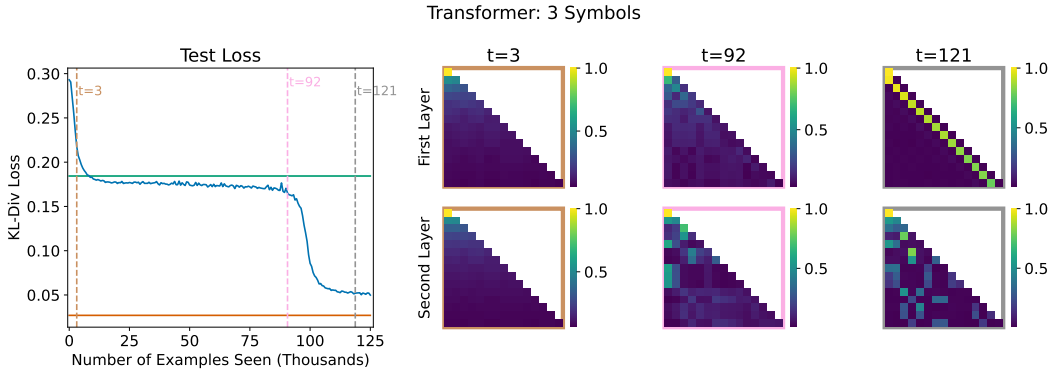 Transformer: 3 Symbols
Test Loss
KL-Div Loss
0.30
0.25
0.20
0.15
0.10
0.05
t=3
t=92
t=121
0
25
50
75
100
125
Number of Examples Seen (Thousands)
t=3
t=92
t=121
First Layer
1.0
0.5
1.0
0.5
1.0
0.5
Second Layer
1.0
0.5
1.0
0.5
1.0
0.5